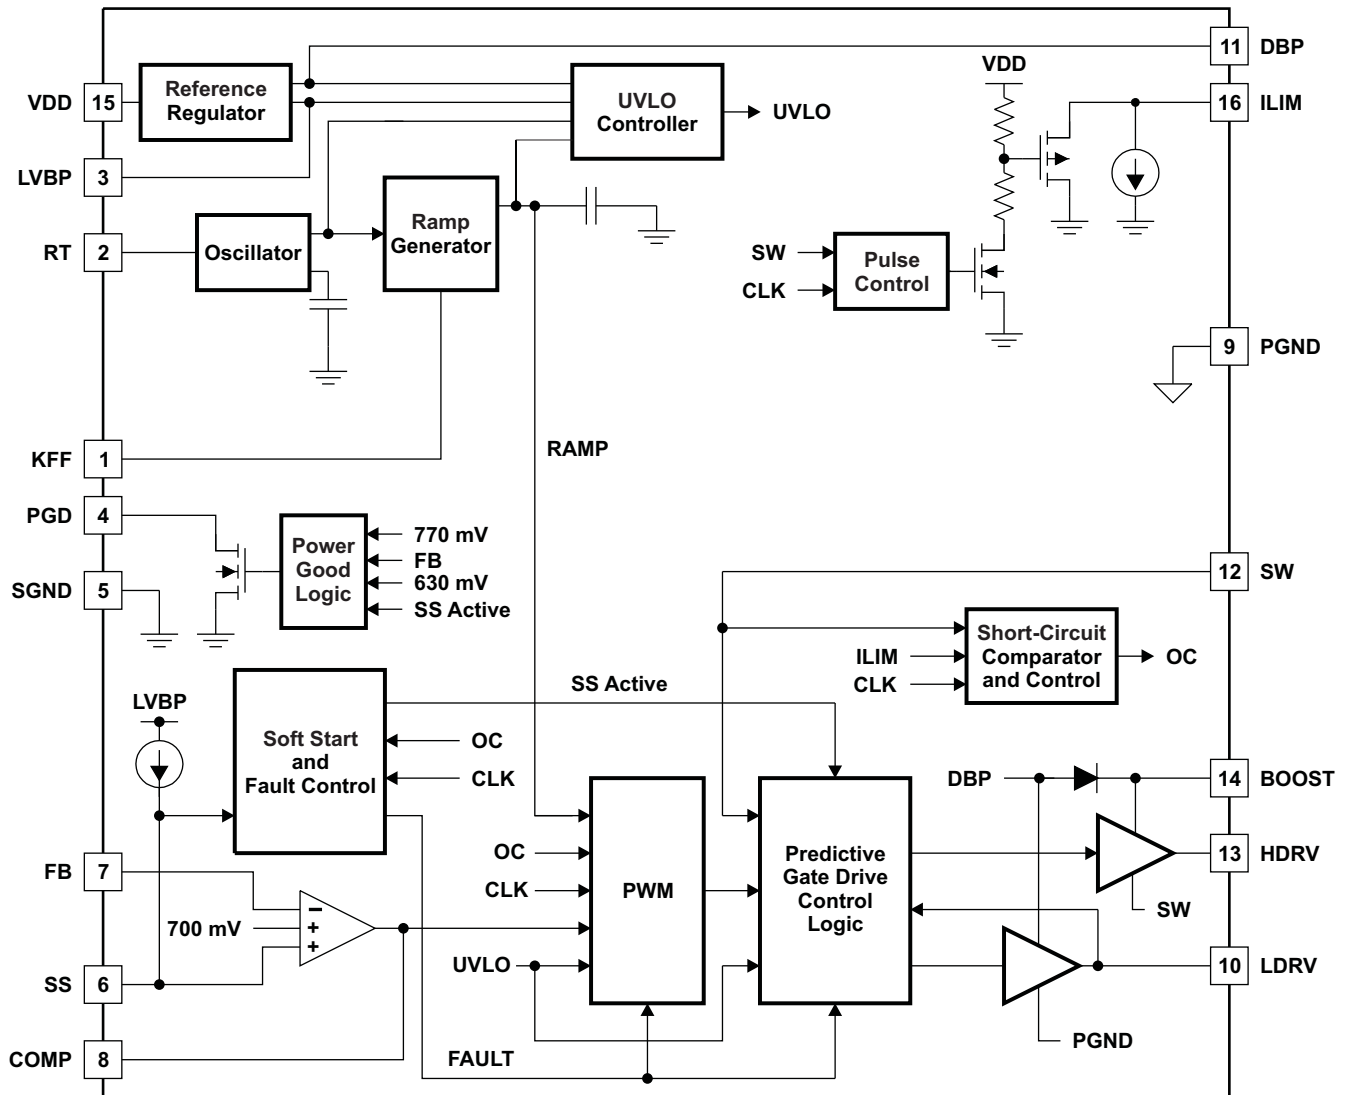 11 DBP
VDD
VDD 15
Reference
Regulator
UVLO
Controller
UVLO
16 ILIM
LVBP 3
RT 2
Oscillator
Ramp
Generator
SW
CLK
Pulse
Control
9 PGND
KFF 1
RAMP
PGD 4
Power
Good
Logic
770 mV
FB
630 mV
SS Active
SGND 5
12 SW
ILIM
CLK
Short-Circuit
Comparator
and Control
OC
LVBP
Soft Start
and
Fault Control
SS Active
OC
CLK
DBP
14 BOOST
FB 7
700 mV
–
+
+
OC
CLK
UVLO
PWM
Predictive
Gate Drive
Control
Logic
13 HDRV
SW
SS 6
10 LDRV
PGND
COMP 8
FAULT